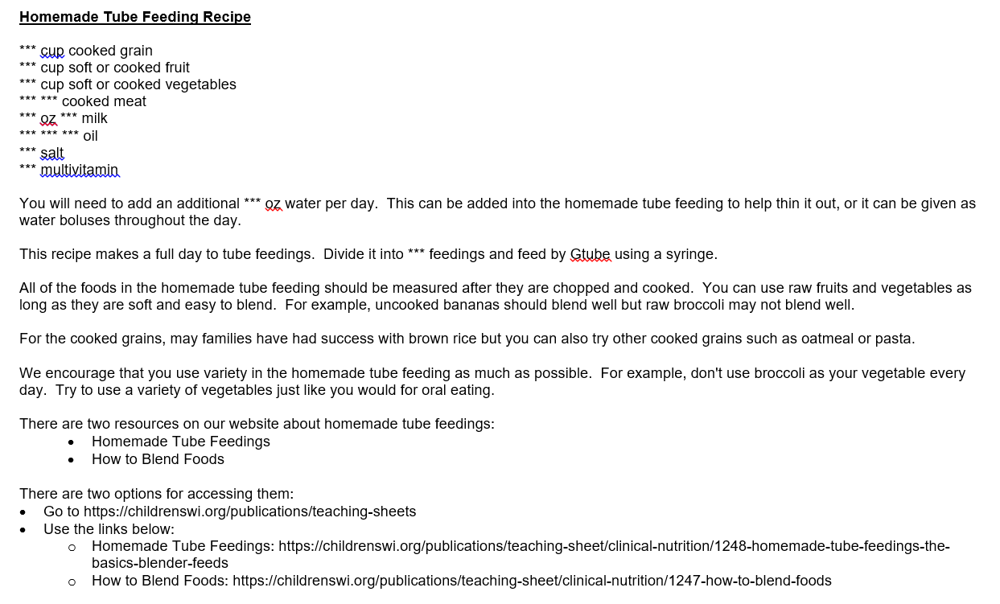 Homemade Tube Feeding Recipe
*** cup cooked grain
*** cup soft or cooked fruit
*** cup soft or cooked vegetables
*** *** cooked meat
*** oz *** milk
*** *** *** oil
*** salt
*** multivitamin
You will need to add an additional *** oz water per day.  This can be added into the homemade tube feeding to help thin it out, or it can be given as
water boluses throughout the day.
This recipe makes a full day to tube feedings.  Divide it into *** feedings and feed by Gtube using a syringe.
All of the foods in the homemade tube feeding should be measured after they are chopped and cooked.  You can use raw fruits and vegetables as
long as they are soft and easy to blend.  For example, uncooked bananas should blend well but raw broccoli may not blend well.
For the cooked grains, may families have had success with brown rice but you can also try other cooked grains such as oatmeal or pasta.
We encourage that you use variety in the homemade tube feeding as much as possible.  For example, don't use broccoli as your vegetable every
day.  Try to use a variety of vegetables just like you would for oral eating.
There are two resources on our website about homemade tube feedings:
• Homemade Tube Feedings
• How to Blend Foods
There are two options for accessing them:
• Go to https://childrenswi.org/publications/teaching-sheets
• Use the links below:
o Homemade Tube Feedings: https://childrenswi.org/publications/teaching-sheet/clinical-nutrition/1248-homemade-tube-feedings-the-
basics-blender-feeds
o How to Blend Foods: https://childrenswi.org/publications/teaching-sheet/clinical-nutrition/1247-how-to-blend-foods